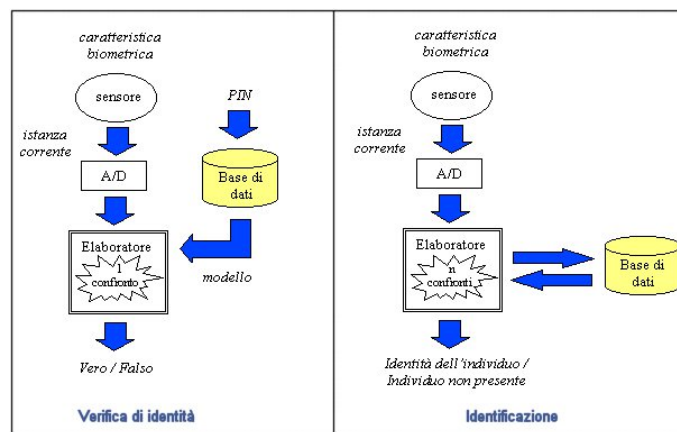 caratteristica
biometrica
sensore
PIN
istanza
corrente
A/D
Base di
dati
Elaboratore
1
confronto
modello
Vero / Falso
Verifica di identità
caratteristica
biometrica
sensore
istanza
corrente
A/D
Elaboratore
n
confronti
Base di
dati
Identità dell'individuo /
Individuo non presente
Identificazione